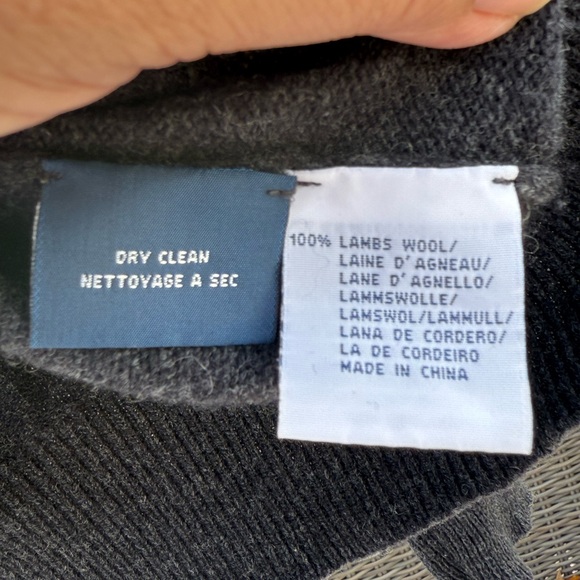 DRY CLEAN
NETTOYAGE A SEC
100% LAMBS WOOL/
LAINE D'AGNEAU/
LANE D'AGNELLO/
LAMMSWOLLE/
LAMSWOL/LAMMULL/
LANA DE CORDERO/
LA DE CORDEIRO
MADE IN CHINA